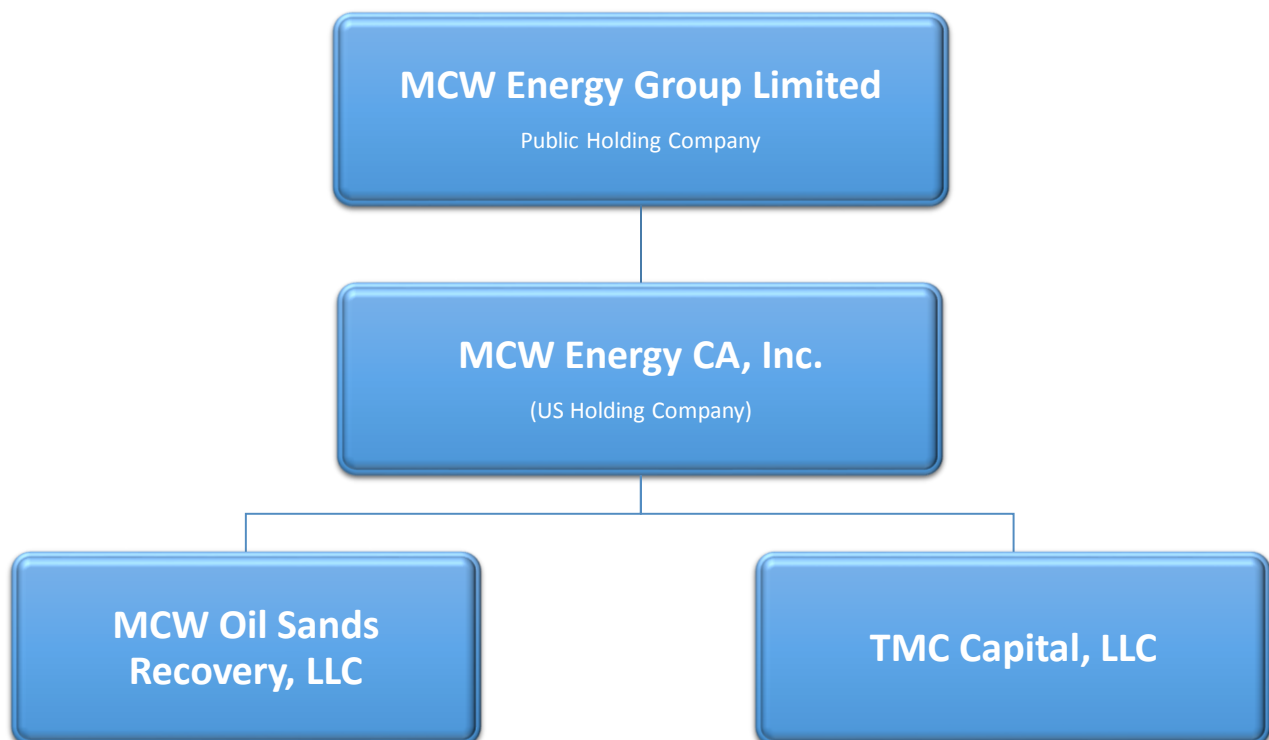 MCW Energy Group Limited
Public Holding Company
MCW Energy CA, Inc.
(US Holding Company)
MCW Oil Sands
Recovery, LLC
TMC Capital, LLC